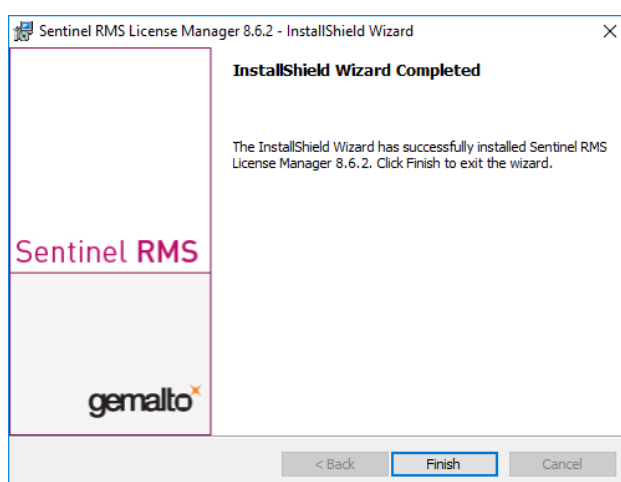 Sentinel RMS License Manager 8.6.2 - InstallShield Wizard
InstallShield Wizard Completed
The InstallShield Wizard has successfully installed Sentinel RMS
License Manager 8.6.2. Click Finish to exit the wizard.
Sentinel RMS
gemalto
< Back
Finish
Cancel